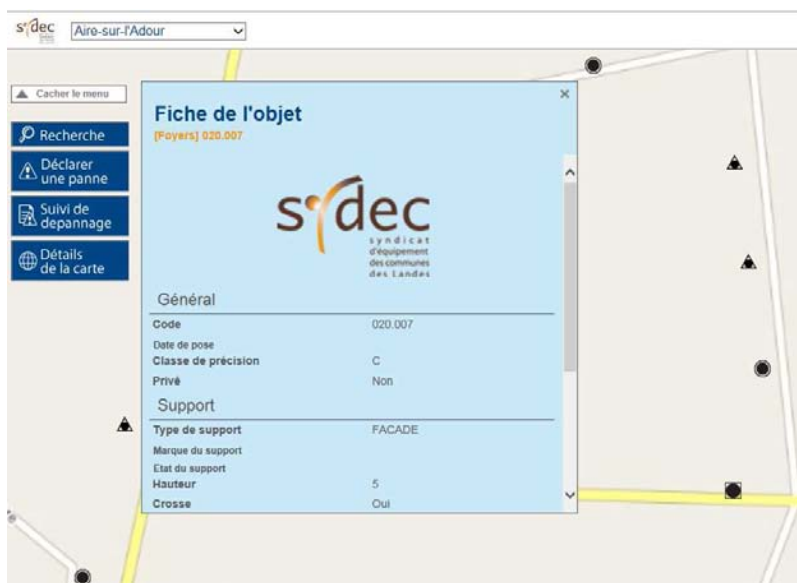 sydec
Aire-sur-l'Adour
Cacher le menu
Recherche
Déclarer
une panne
Suivi de
depannage
Détails
de la carte
Fiche de l'objet
[Foyers] 020.007
sydec
syndicat
d'équipement
des communes
des Landes
Général
Code 020.007
Date de pose
Classe de précision C
Privé Non
Support
Type de support FACADE
Marque du support
Etat du support
Hauteur 5
Crosse Oui